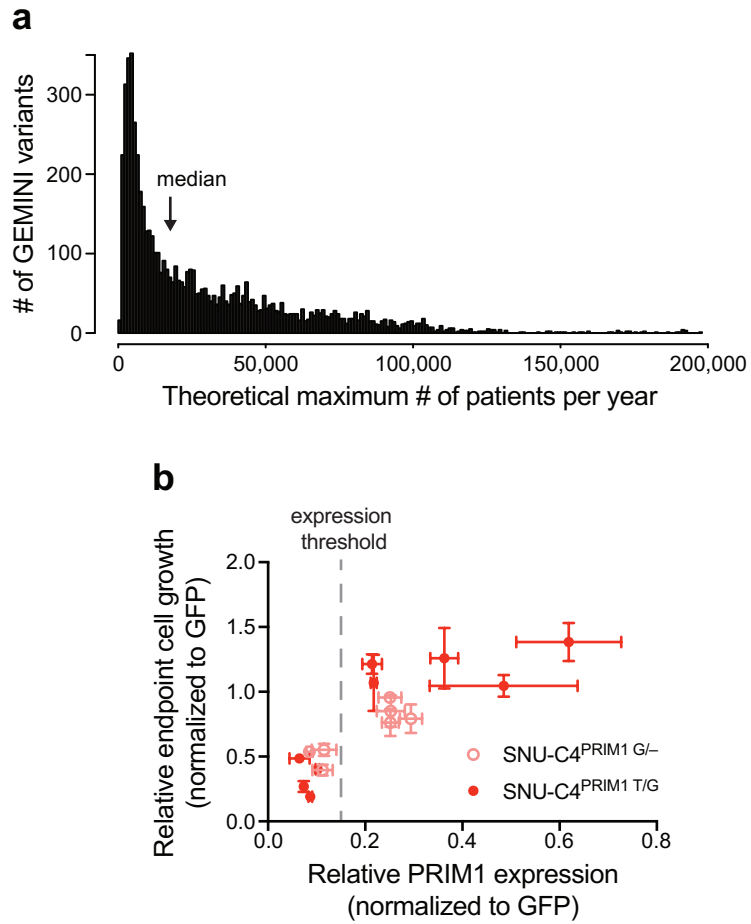 a
# of GEMINI variants
300
200
100
0
median
0
50,000
100,000
150,000
200,000
Theoretical maximum # of patients per year
b
expression
threshold
Relative endpoint cell growth
(normalized to GFP)
2.0
1.5
1.0
0.5
0.0
SNU-C4PRIM1 G/–
SNU-C4PRIM1 T/G
0.0
0.2
0.4
0.6
0.8
Relative PRIM1 expression
(normalized to GFP)